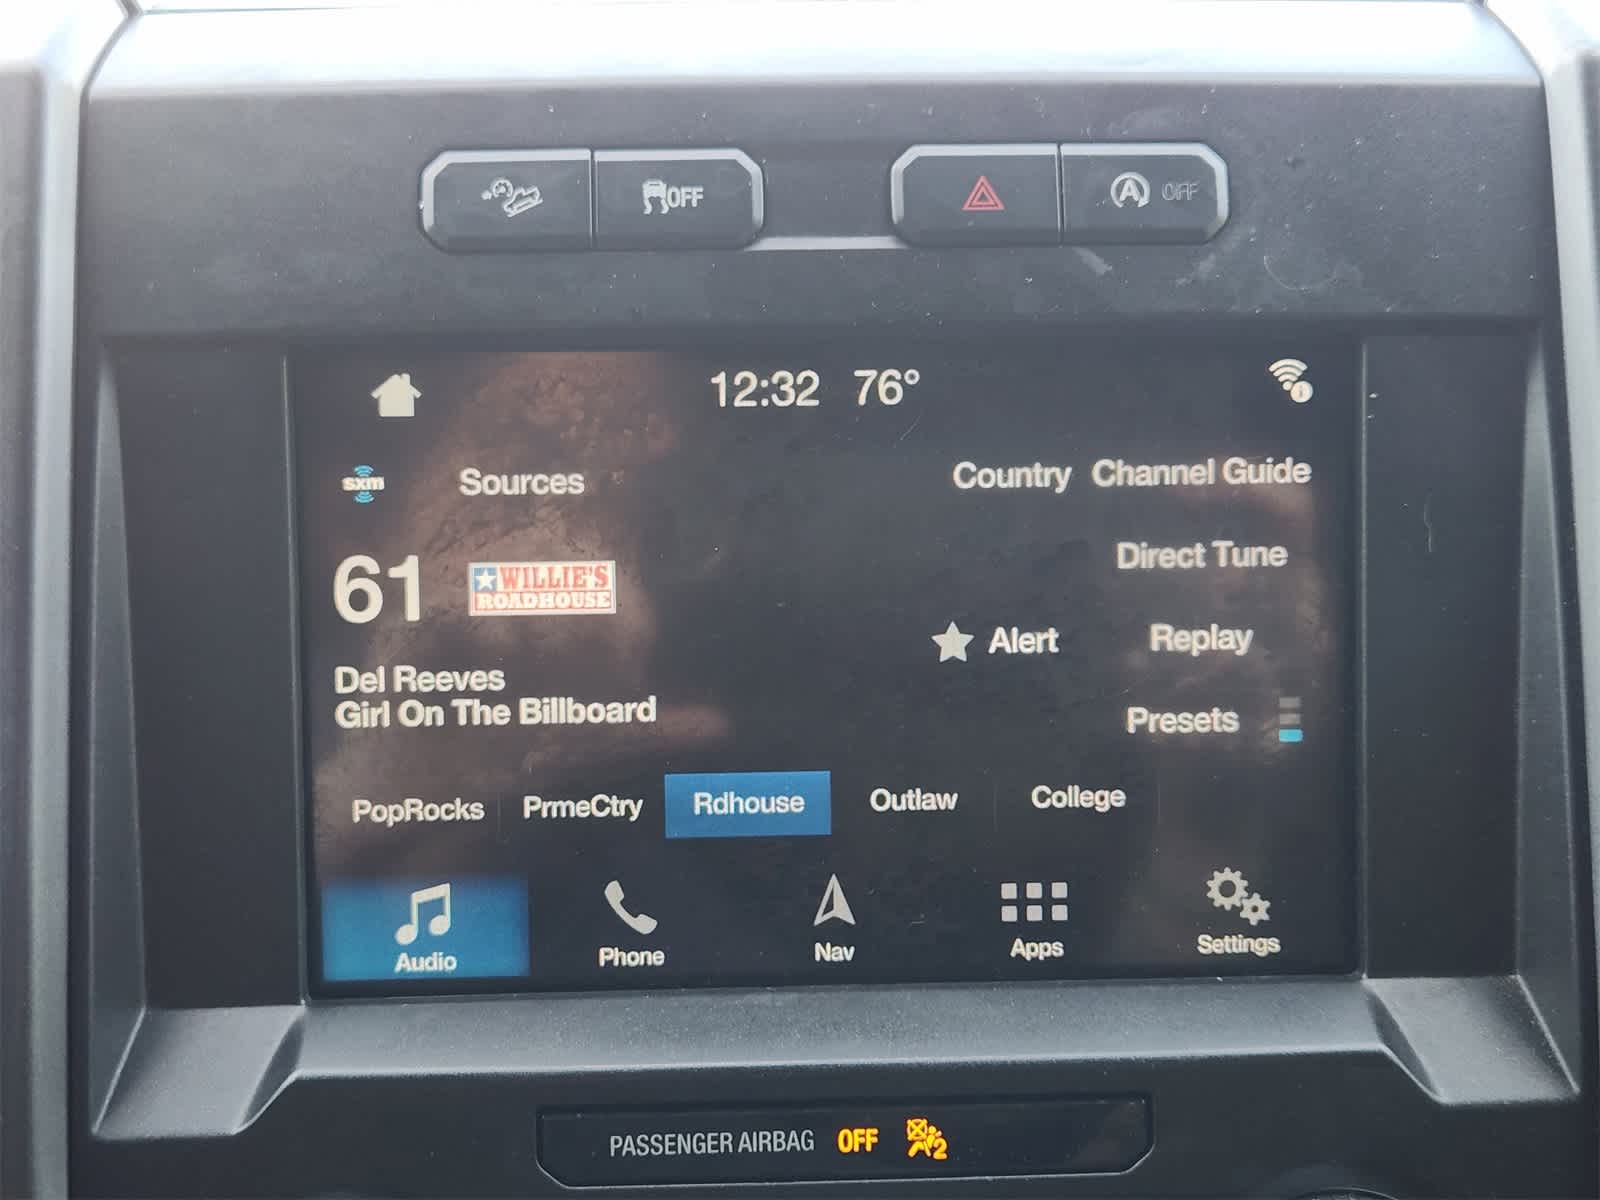 OFF
A OFF
12:32 76°
sxm Sources Country Channel Guide
Direct Tune
61 WILLIE'S
ROADHOUSE
Alert Replay
Del Reeves
Girl On The Billboard
Presets
PopRocks PrmeCtry Rdhouse Outlaw College
Audio Phone Nav Apps Settings
PASSENGER AIRBAG OFF 2